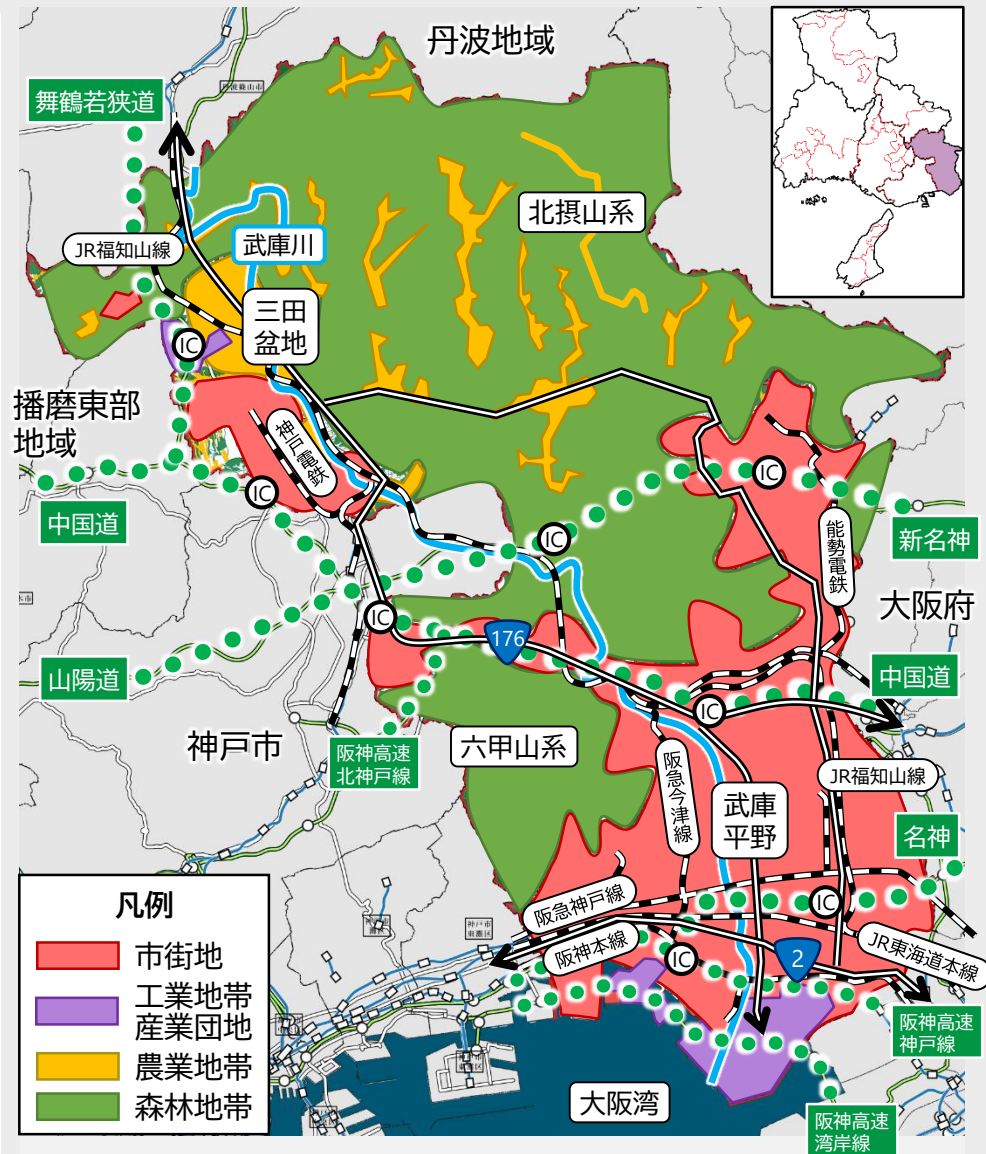 丹波地域
舞鶴若狭道
JR福知山線
武庫川
北摂山系
三田
盆地
IC
播磨東部
地域
神戸電鉄
IC
IC
中国道
能勢電鉄
新名神
IC
大阪府
IC
176
山陽道
中国道
IC
神戸市
六甲山系
阪神高速
北神戸線
阪急今津線
武庫
平野
JR福知山線
名神
凡例
市街地
工業地帯
産業団地
農業地帯
森林地帯
阪急神戸線
IC
阪神本線
IC
2
JR東海道本線
阪神高速
神戸線
大阪湾
阪神高速
湾岸線
神戸市
東灘区